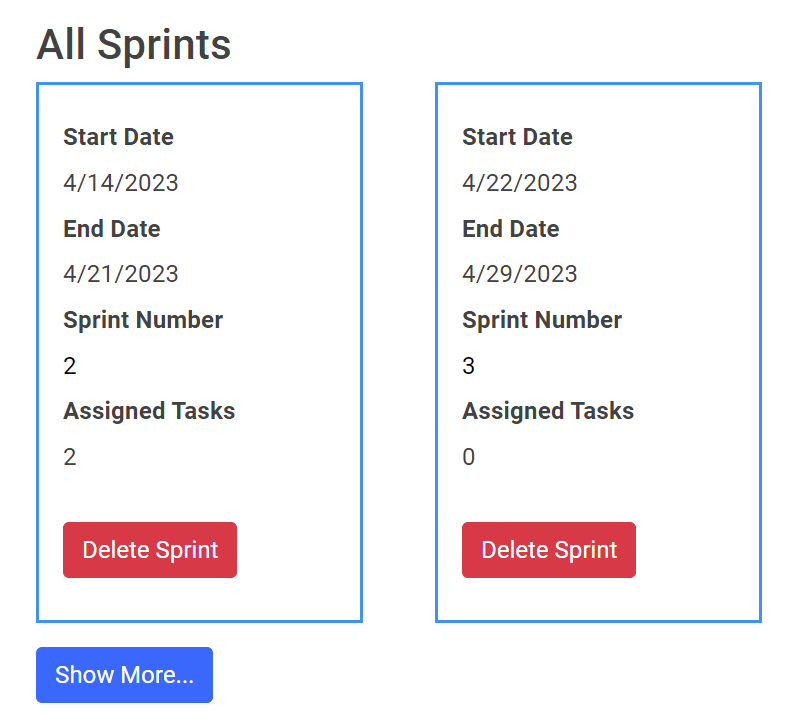 All Sprints
Start Date
4/14/2023
End Date
4/21/2023
Sprint Number
2
Assigned Tasks
2
Delete Sprint
Start Date
4/22/2023
End Date
4/29/2023
Sprint Number
3
Assigned Tasks
0
Delete Sprint
Show More...